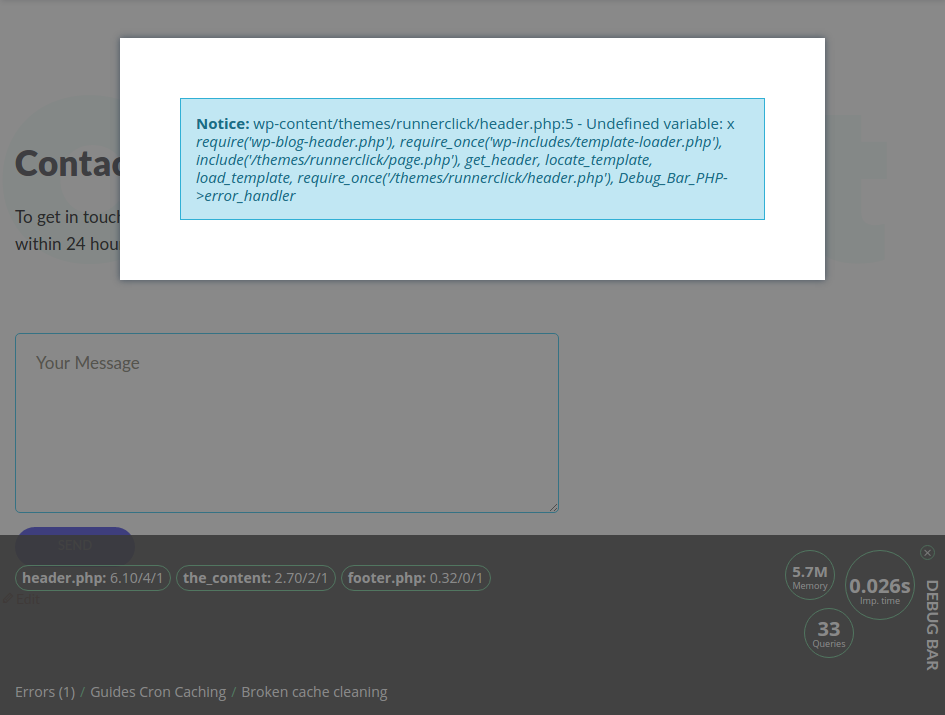 Notice: wp-content/themes/runnerclick/header.php:5 - Undefined variable: x
require('wp-blog-header.php'), require_once('wp-includes/template-loader.php'),
include('/themes/runnerclick/page.php'), get_header, locate_template,
load_template, require_once('/themes/runnerclick/header.php'), Debug_Bar_PHP-
>error_handler
To get in touch
within 24 hou
Your Message
SEND
header.php: 6.10/4/1
the_content: 2.70/2/1
footer.php: 0.32/0/1
Edit
5.7M
Memory
0.026s
Imp. time
33
Queries
DEBUG BAR
Errors (1) / Guides Cron Caching / Broken cache cleaning